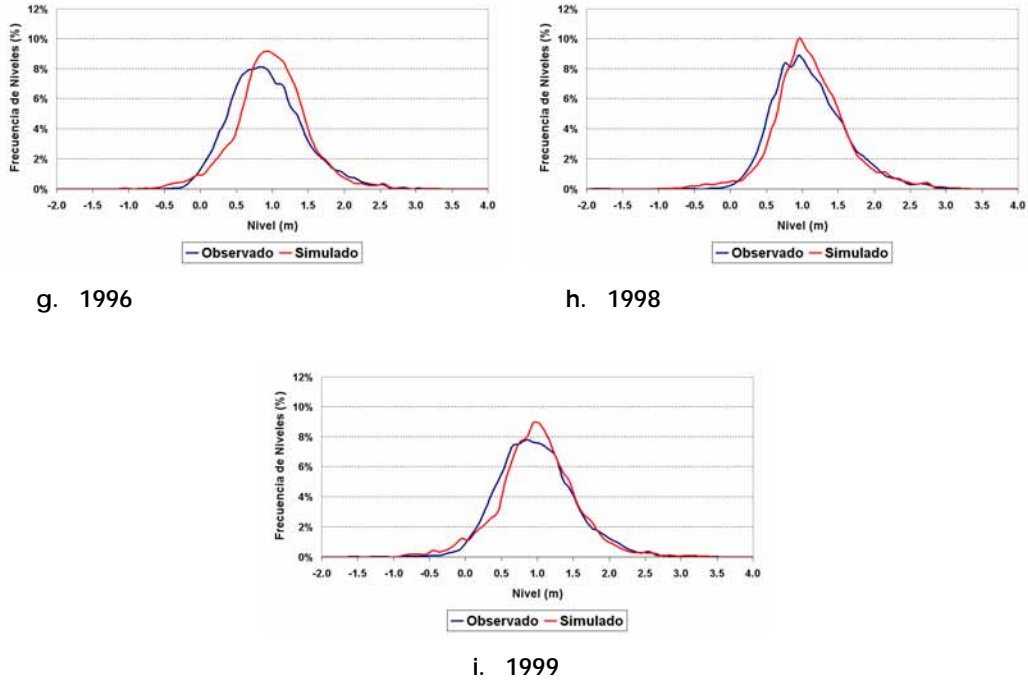 Frecuencia de Niveles (%)
12%
10%
8%
6%
4%
2%
0%
-2.0 -1.5 -1.0 -0.5 0.0 0.5 1.0 1.5 2.0 2.5 3.0 3.5 4.0
Nivel (m)
Observado Simulado
g. 1996
Frecuencia de Niveles (%)
12%
10%
8%
6%
4%
2%
0%
-2.0 -1.5 -1.0 -0.5 0.0 0.5 1.0 1.5 2.0 2.5 3.0 3.5 4.0
Nivel (m)
Observado Simulado
h. 1998
Frecuencia de Niveles (%)
12%
10%
8%
6%
4%
2%
0%
-2.0 -1.5 -1.0 -0.5 0.0 0.5 1.0 1.5 2.0 2.5 3.0 3.5 4.0
Nivel (m)
Observado Simulado
i. 1999